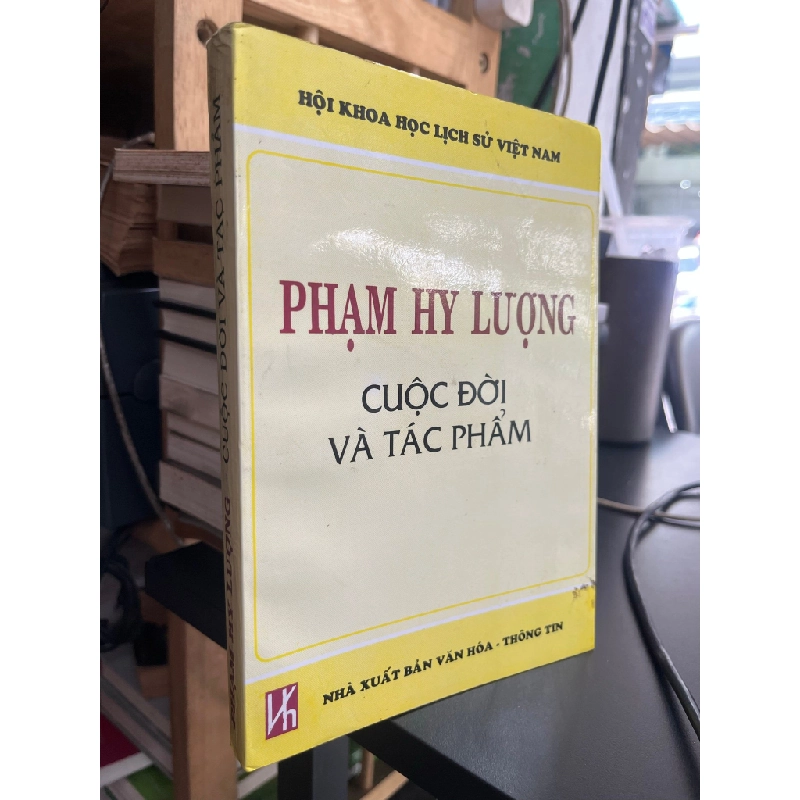 HỘI KHOA HỌC LỊCH SỬ VIỆT NAM
PHẠM HY LƯỢNG
CUỘC ĐỜI
VÀ TÁC PHẨM
NHÀ XUẤT BẢN VĂN HÓA - THÔNG TIN
PHẠM HY LƯỢNG CUỘC ĐỜI VÀ TÁC PHẨM